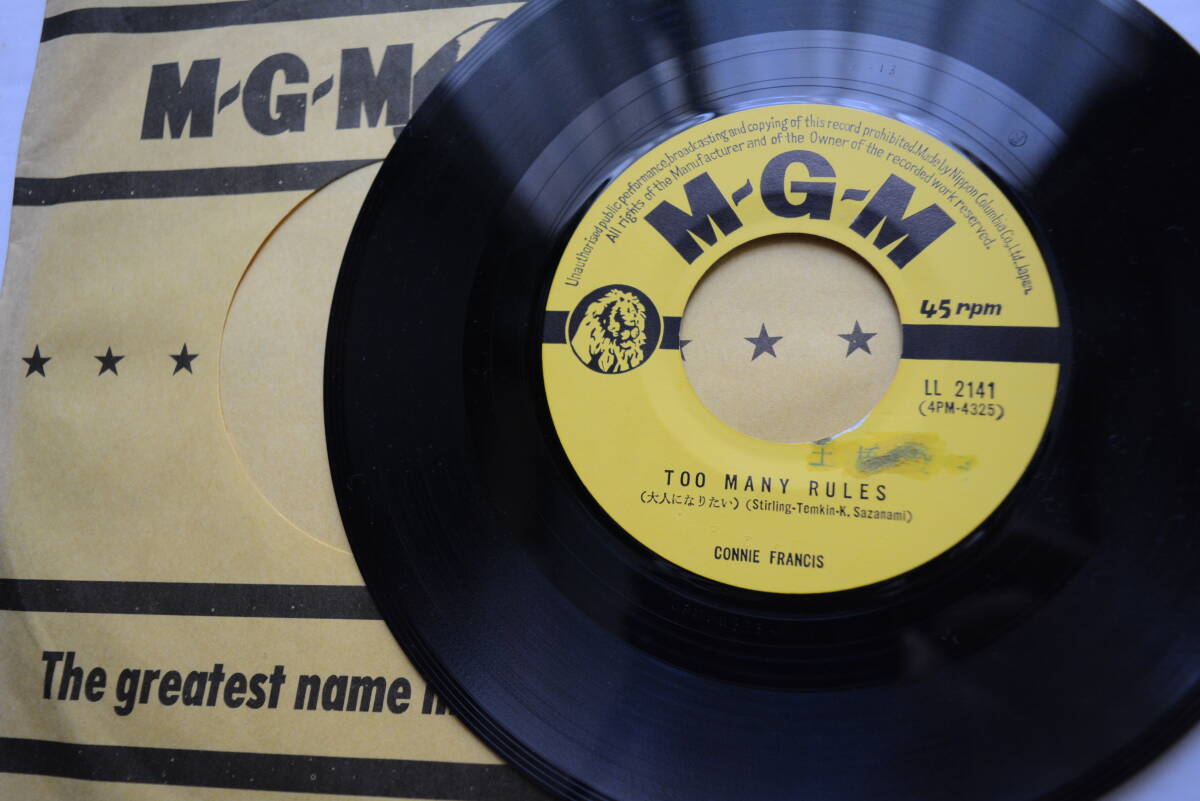 M-G-M
The greatest name
Unauthorised public performance, broadcasting and copying of this record prohibited. Made by Nippon Columbia Co., Ltd. Japan.
All rights of the Manufacturer and of the Owner of the recorded work reserved.
M-G-M
45 rpm
LL 2141
(4PM-4325)
TOO MANY RULES
(大人になりたい) (Stirling-Temkin-K. Sazanami)
CONNIE FRANCIS